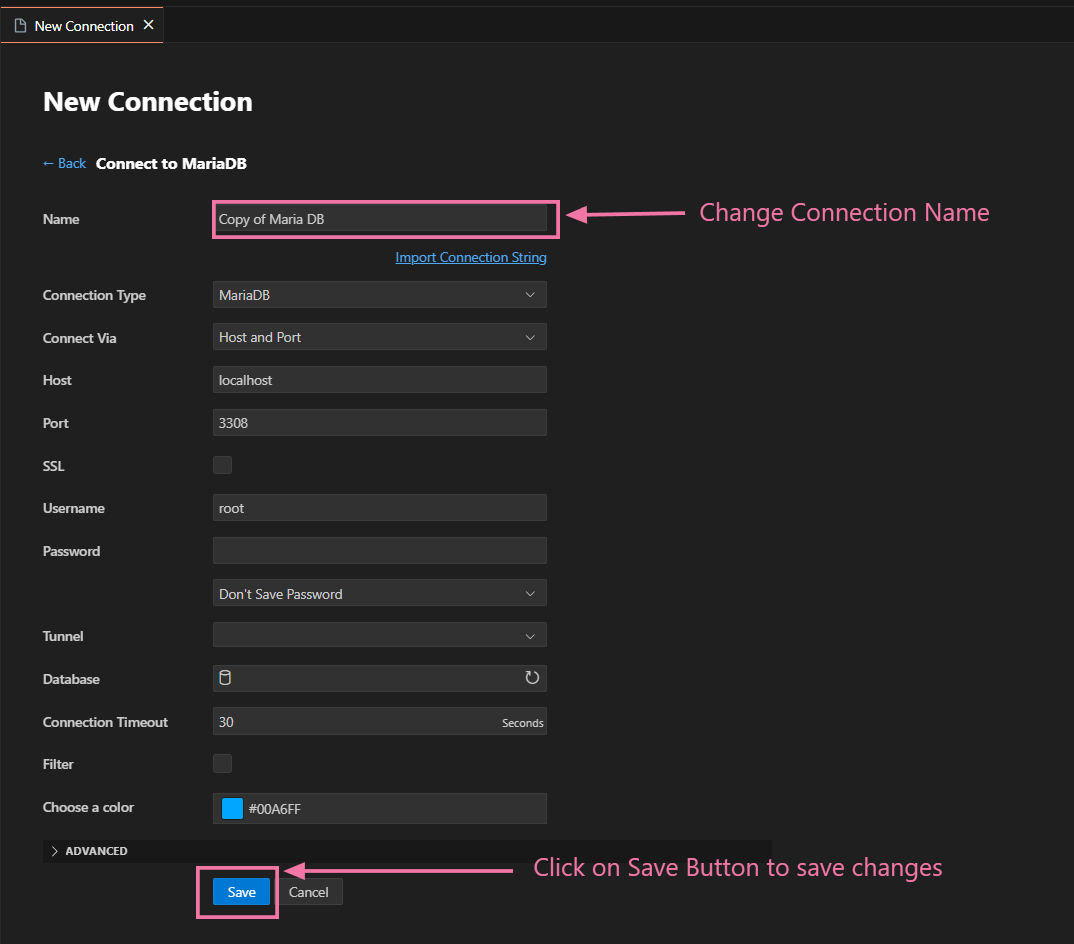 New Connection
New Connection
← Back Connect to MariaDB
Name Copy of Maria DB Change Connection Name
Import Connection String
Connection Type MariaDB
Connect Via Host and Port
Host localhost
Port 3308
SSL
Username root
Password
Don't Save Password
Tunnel
Database
Connection Timeout 30 Seconds
Filter
Choose a color #00A6FF
ADVANCED
Click on Save Button to save changes
Save Cancel